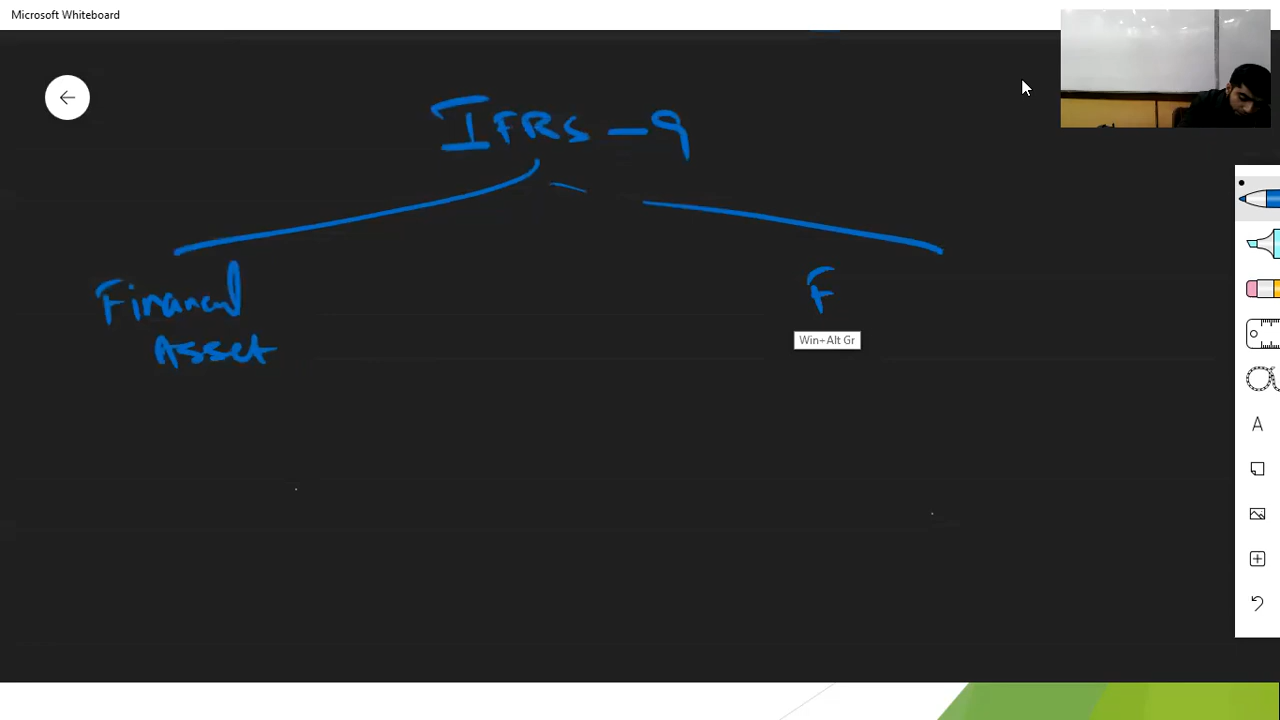 Microsoft Whiteboard
IFRS - 9
Financial
Asset
F
Win+Alt Gr
A